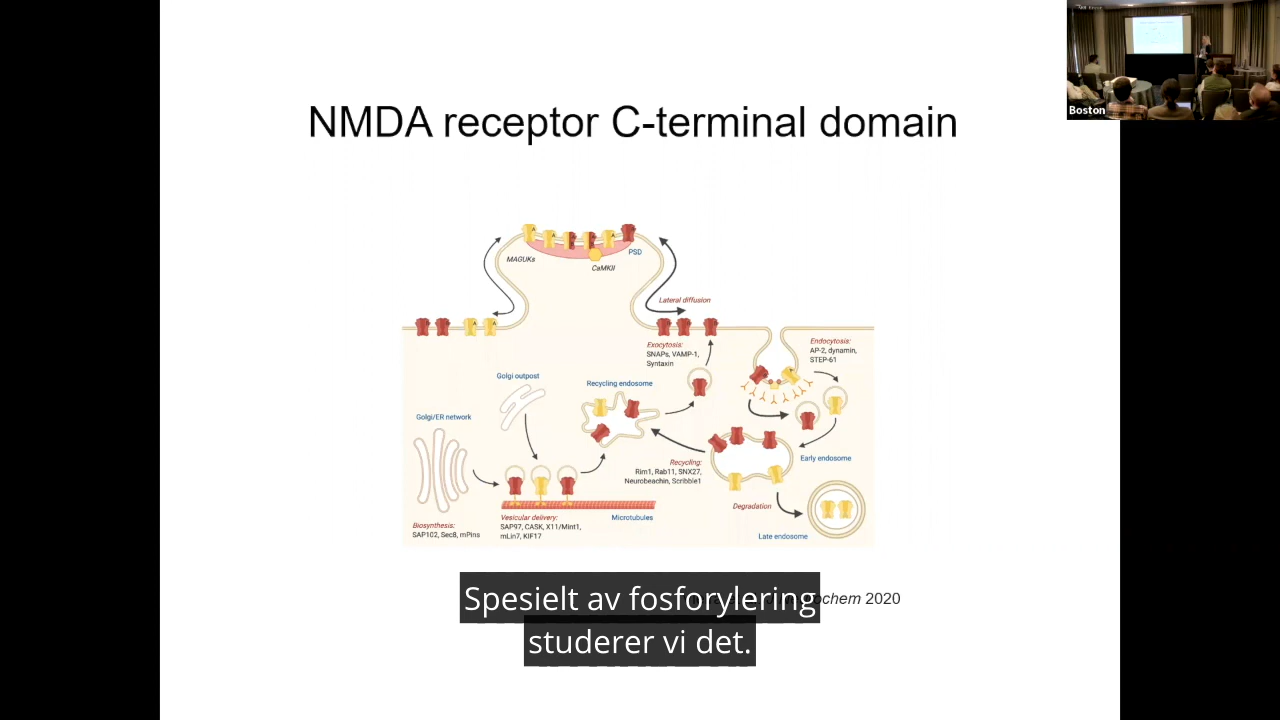 Boston
NMDA receptor C-terminal domain
MAGUKs
CaMKII
PSD
Lateral diffusion
Exocytosis:
SNAPs, VAMP-1,
Syntaxin
Endocytosis:
AP-2, dynamin,
STEP-61
Golgi outpost
Recycling endosome
Golgi/ER network
Early endosome
Recycling:
Rim1, Rab11, SNX27,
Neurobeachin, Scribble1
Degradation
Late endosome
Microtubules
Vesicular delivery:
SAP97, CASK, X11/Mint1,
mLin7, KIF17
Biosynthesis:
SAP102, Sec8, mPins
2020
Spesielt av fosforylering
studerer vi det.